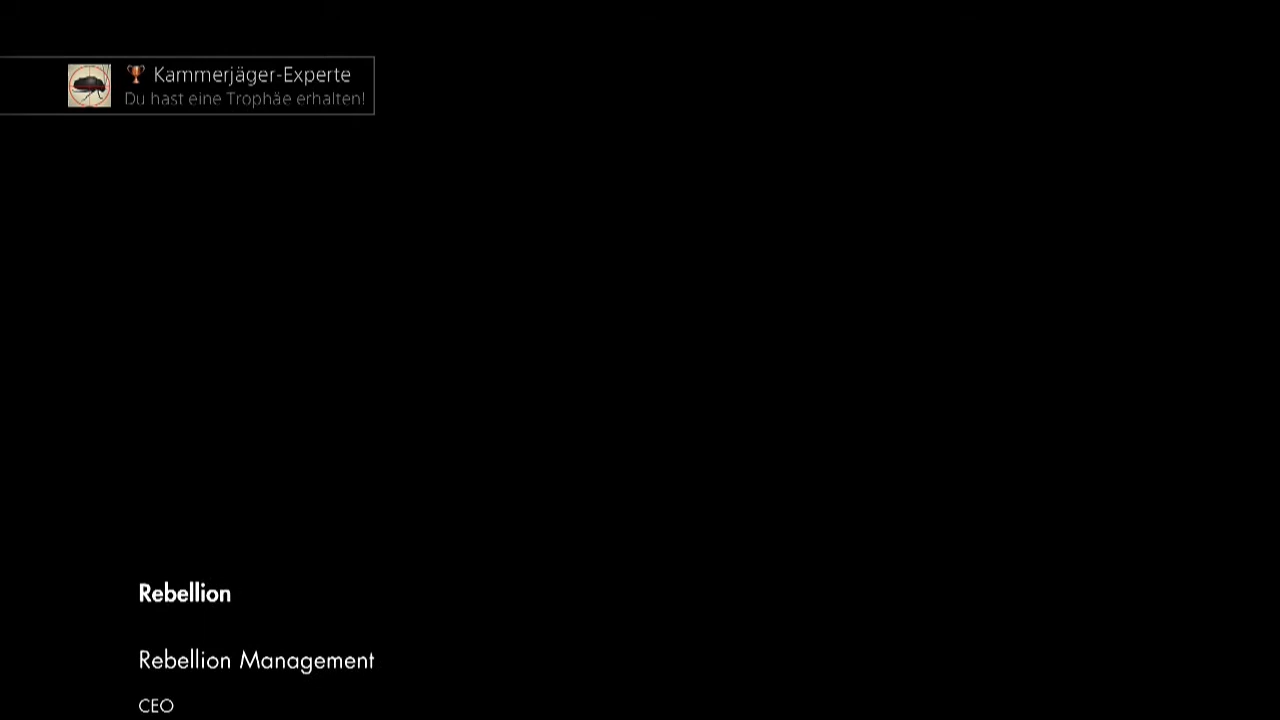 Kammerjäger-Experte
Du hast eine Trophäe erhalten!
Rebellion
Rebellion Management
CEO